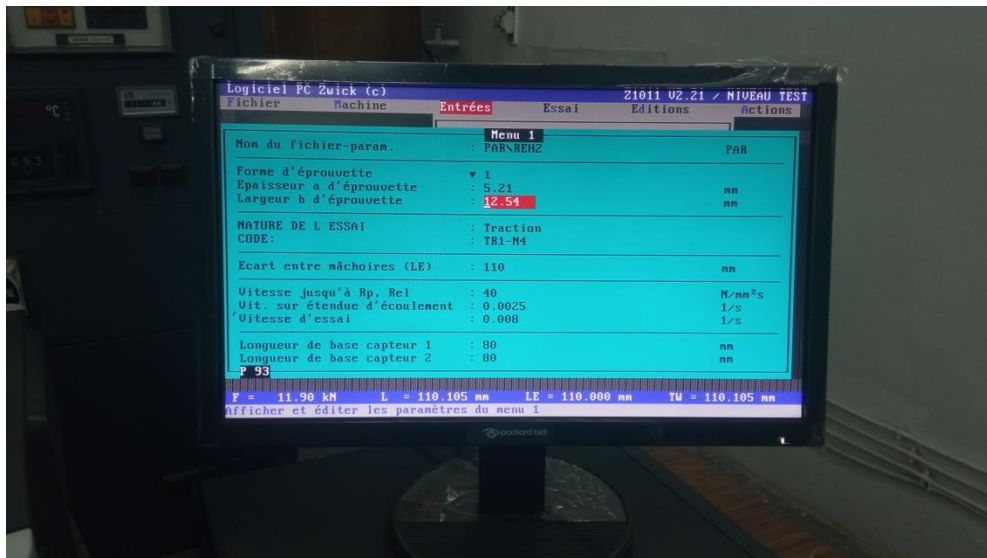 Logiciel PC Zwick (c) Z1011 V2.21 / NIVEAU TEST
Fichier Machine Entrées Essai Editions Actions
Menu 1
Nom du fichier-param. : PAR\REH2 PAR
Forme d'éprouvette ▼ 1
Epaisseur a d'éprouvette : 5.21 mm
Largeur b d'éprouvette : 12.54 mm
NATURE DE L ESSAI : Traction
CODE: : TR1-N4
Ecart entre mâchoires (LE) : 110 mm
Vitesse jusqu'à Rp, Rel : 40 N/mm²s
Vit. sur étendue d'écoulement : 0.0025 1/s
Vitesse d'essai : 0.008 1/s
Longueur de base capteur 1 : 80 mm
Longueur de base capteur 2 : 80 mm
P 93
F = 11.90 kN L = 110.105 mm LE = 110.000 mm TW = 110.105 mm
Afficher et éditer les paramètres du menu 1
packard bell
°C